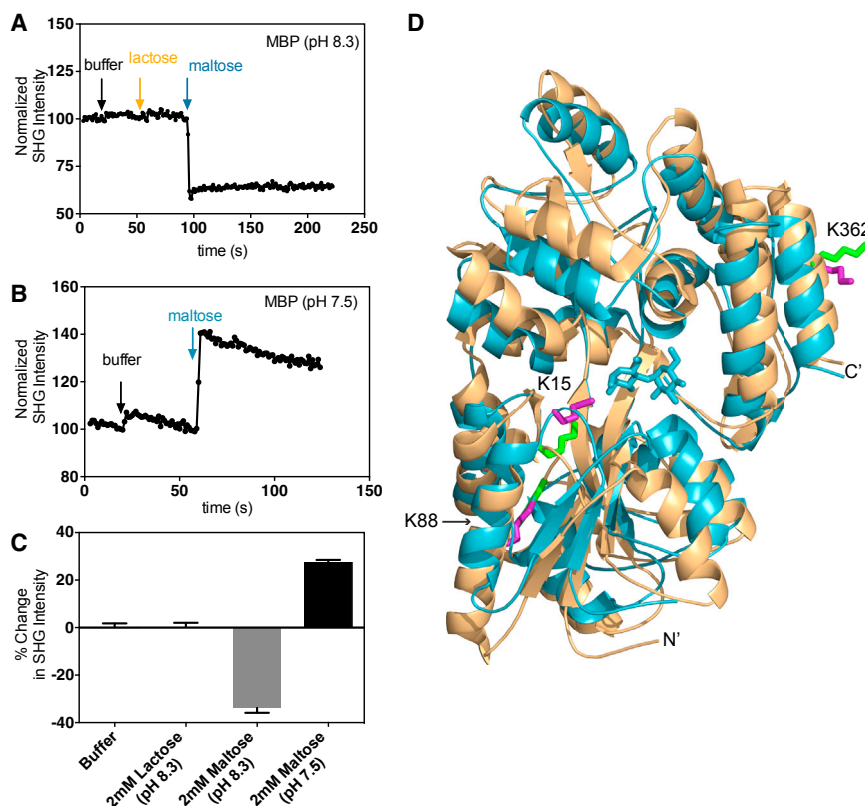 A
MBP (pH 8.3)
150
125
100
75
50
Normalized
SHG Intensity
buffer
lactose
maltose
0
50
100
150
200
250
time (s)
B
MBP (pH 7.5)
160
140
120
100
80
Normalized
SHG Intensity
maltose
buffer
0
50
100
150
time (s)
C
40
20
0
-20
-40
% Change
in SHG Intensity
Buffer
2mM Lactose
(pH 8.3)
2mM Maltose
(pH 8.3)
2mM Maltose
(pH 7.5)
D
K362
C'
K15
K88
N'